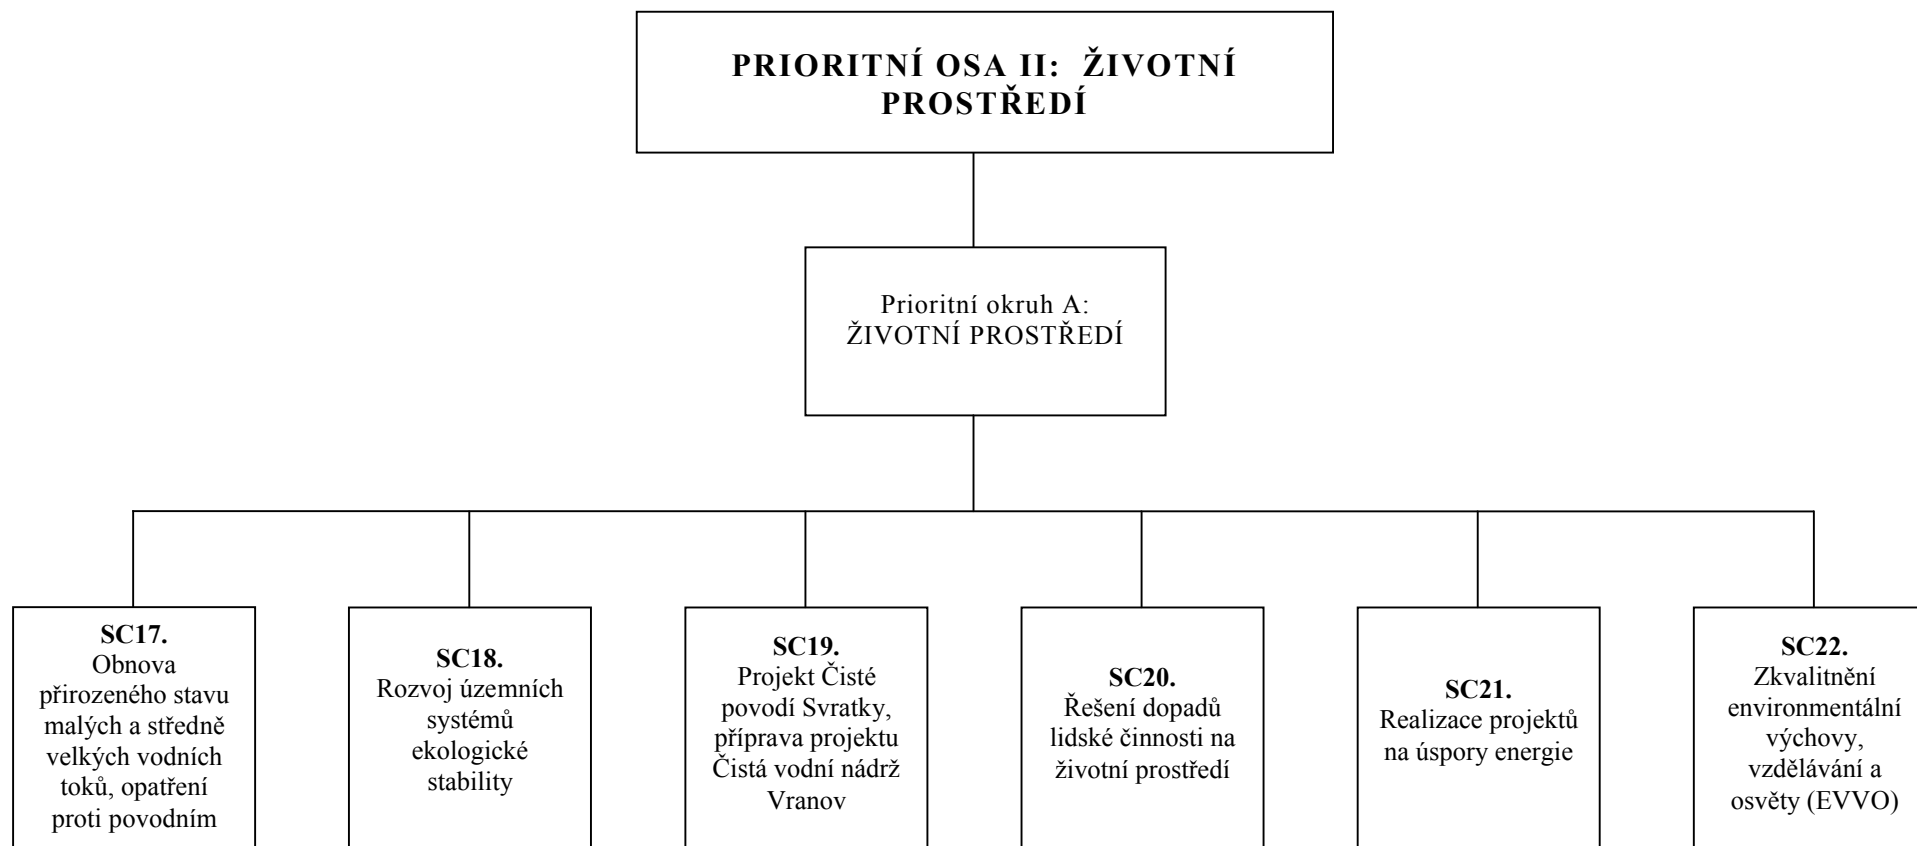 PRIORITNÍ OSA II: ŽIVOTNÍ
PROSTŘEDÍ
Prioritní okruh A:
ŽIVOTNÍ PROSTŘEDÍ
SC17.
Obnova
přirozeného stavu
malých a středně
velkých vodních
toků, opatření
proti povodním
SC18.
Rozvoj územních
systémů
ekologické
stability
SC19.
Projekt Čisté
povodí Svratky,
příprava projektu
Čistá vodní nádrž
Vranov
SC20.
Řešení dopadů
lidské činnosti na
životní prostředí
SC21.
Realizace projektů
na úspory energie
SC22.
Zkvalitnění
environmentální
výchovy,
vzdělávání a
osvěty (EVVO)